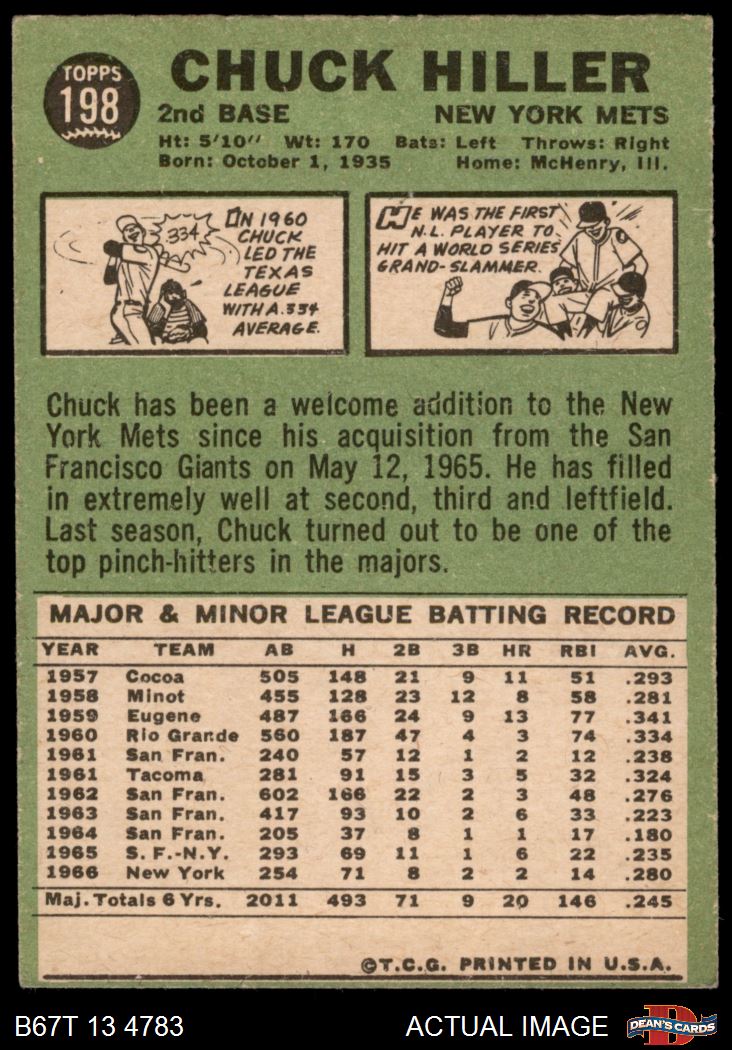 TOPPS
198
CHUCK HILLER
2nd BASE NEW YORK METS
Ht: 5'10" Wt: 170 Bats: Left Throws: Right
Born: October 1, 1935 Home: McHenry, Ill.
.334
IN 1960
CHUCK
LED THE
TEXAS
LEAGUE
WITH A .334
AVERAGE.
HE WAS THE FIRST
N.L. PLAYER TO
HIT A WORLD SERIES
GRAND-SLAMMER.
Chuck has been a welcome addition to the New
York Mets since his acquisition from the San
Francisco Giants on May 12, 1965. He has filled
in extremely well at second, third and leftfield.
Last season, Chuck turned out to be one of the
top pinch-hitters in the majors.
MAJOR & MINOR LEAGUE BATTING RECORD
YEAR TEAM AB H 2B 3B HR RBI AVG.
1957 Cocoa 505 148 21 9 11 51 .293
1958 Minot 455 128 23 12 8 58 .281
1959 Eugene 487 166 24 9 13 77 .341
1960 Rio Grande 560 187 47 4 3 74 .334
1961 San Fran. 240 57 12 1 2 12 .238
1961 Tacoma 281 91 15 3 5 32 .324
1962 San Fran. 602 166 22 2 3 48 .276
1963 San Fran. 417 93 10 2 6 33 .223
1964 San Fran. 205 37 8 1 1 17 .180
1965 S. F.-N.Y. 293 69 11 1 6 22 .235
1966 New York 254 71 8 2 2 14 .280
Maj. Totals 6 Yrs. 2011 493 71 9 20 146 .245
©T.C.G. PRINTED IN U.S.A.
B67T 13 4783 ACTUAL IMAGE
D
DEAN'S CARDS